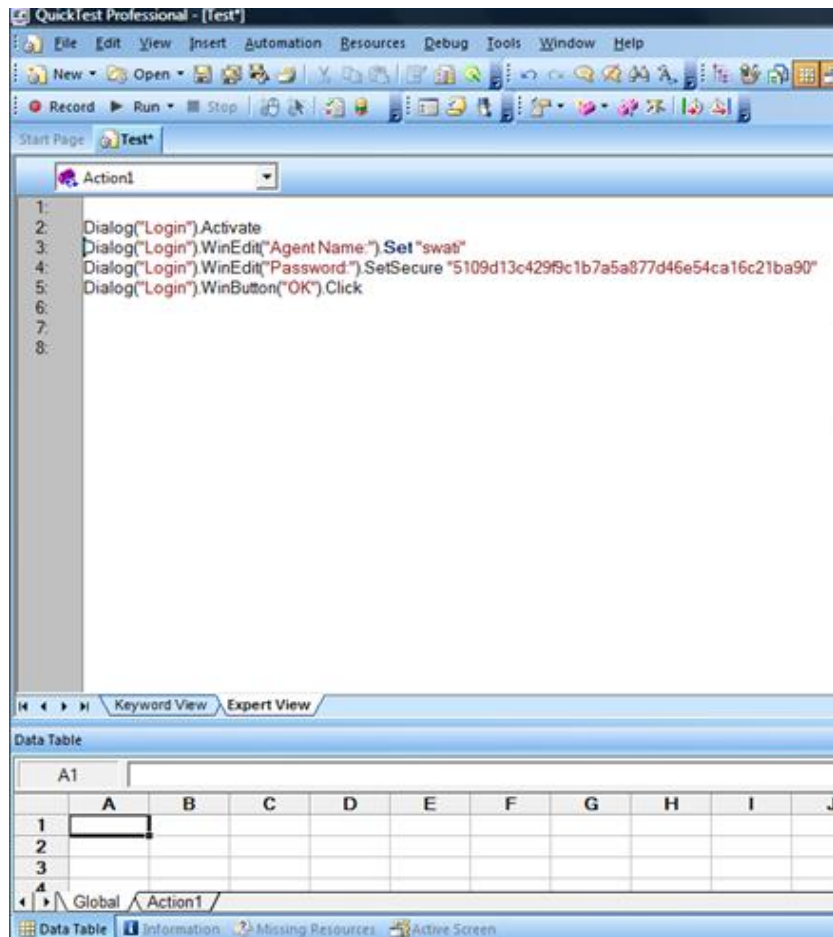 QuickTest Professional - [Test*]
File Edit View Insert Automation Resources Debug Tools Window Help
New Open
Record Run Stop
Start Page Test*
Action1
1:
2: Dialog("Login").Activate
3: Dialog("Login").WinEdit("Agent Name:").Set "swati"
4: Dialog("Login").WinEdit("Password:").SetSecure "5109d13c429f9c1b7a5a877d46e54ca16c21ba90"
5: Dialog("Login").WinButton("OK").Click
6:
7:
8:
Keyword View Expert View
Data Table
A1
A B C D E F G H I J
1
2
3
4
Global Action1
Data Table Information Missing Resources Active Screen